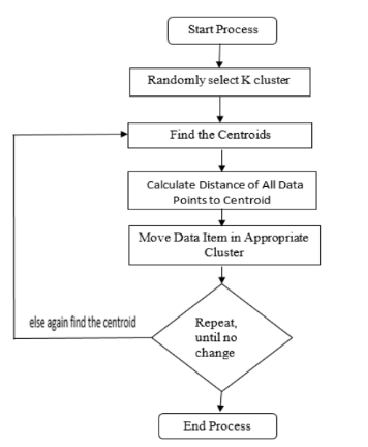 Start Process
Randomly select K cluster
Find the Centroids
Calculate Distance of All Data
Points to Centroid
Move Data Item in Appropriate
Cluster
Repeat,
until no
change
else again find the centroid
End Process